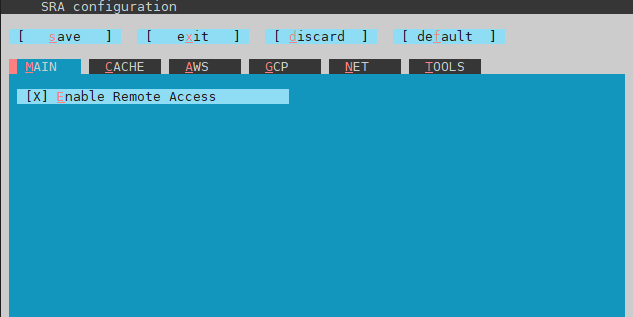 SRA configuration
[ save ] [ exit ] [ discard ] [ default ]
MAIN CACHE AWS GCP NET TOOLS
[X] Enable Remote Access